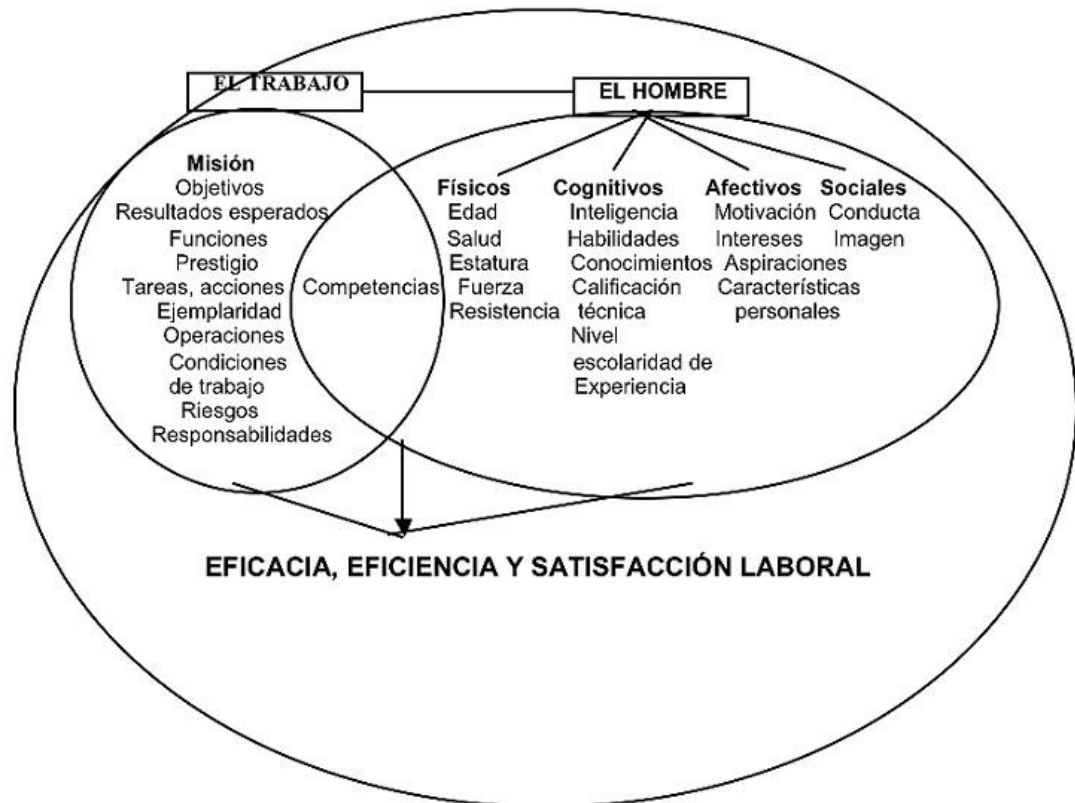 EL TRABAJO
EL HOMBRE
Misión
Objetivos
Resultados esperados
Funciones
Prestigio
Tareas, acciones
Ejemplaridad
Operaciones
Condiciones
de trabajo
Riesgos
Responsabilidades
Competencias
Físicos
Edad
Salud
Estatura
Fuerza
Resistencia
Cognitivos
Inteligencia
Habilidades
Conocimientos
Calificación
técnica
Nivel
escolaridad de
Experiencia
Afectivos
Motivación
Intereses
Aspiraciones
Características
personales
Sociales
Conducta
Imagen
EFICACIA, EFICIENCIA Y SATISFACCIÓN LABORAL